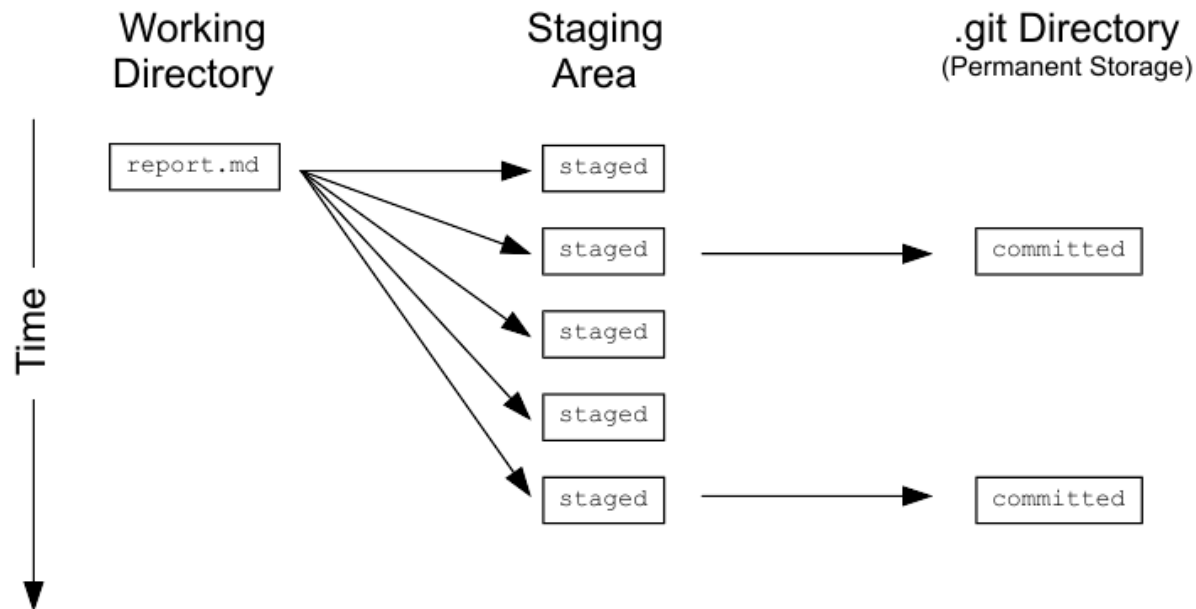 Working
Directory
Staging
Area
.git Directory
(Permanent Storage)
report.md
staged
staged
committed
Time
staged
staged
staged
committed